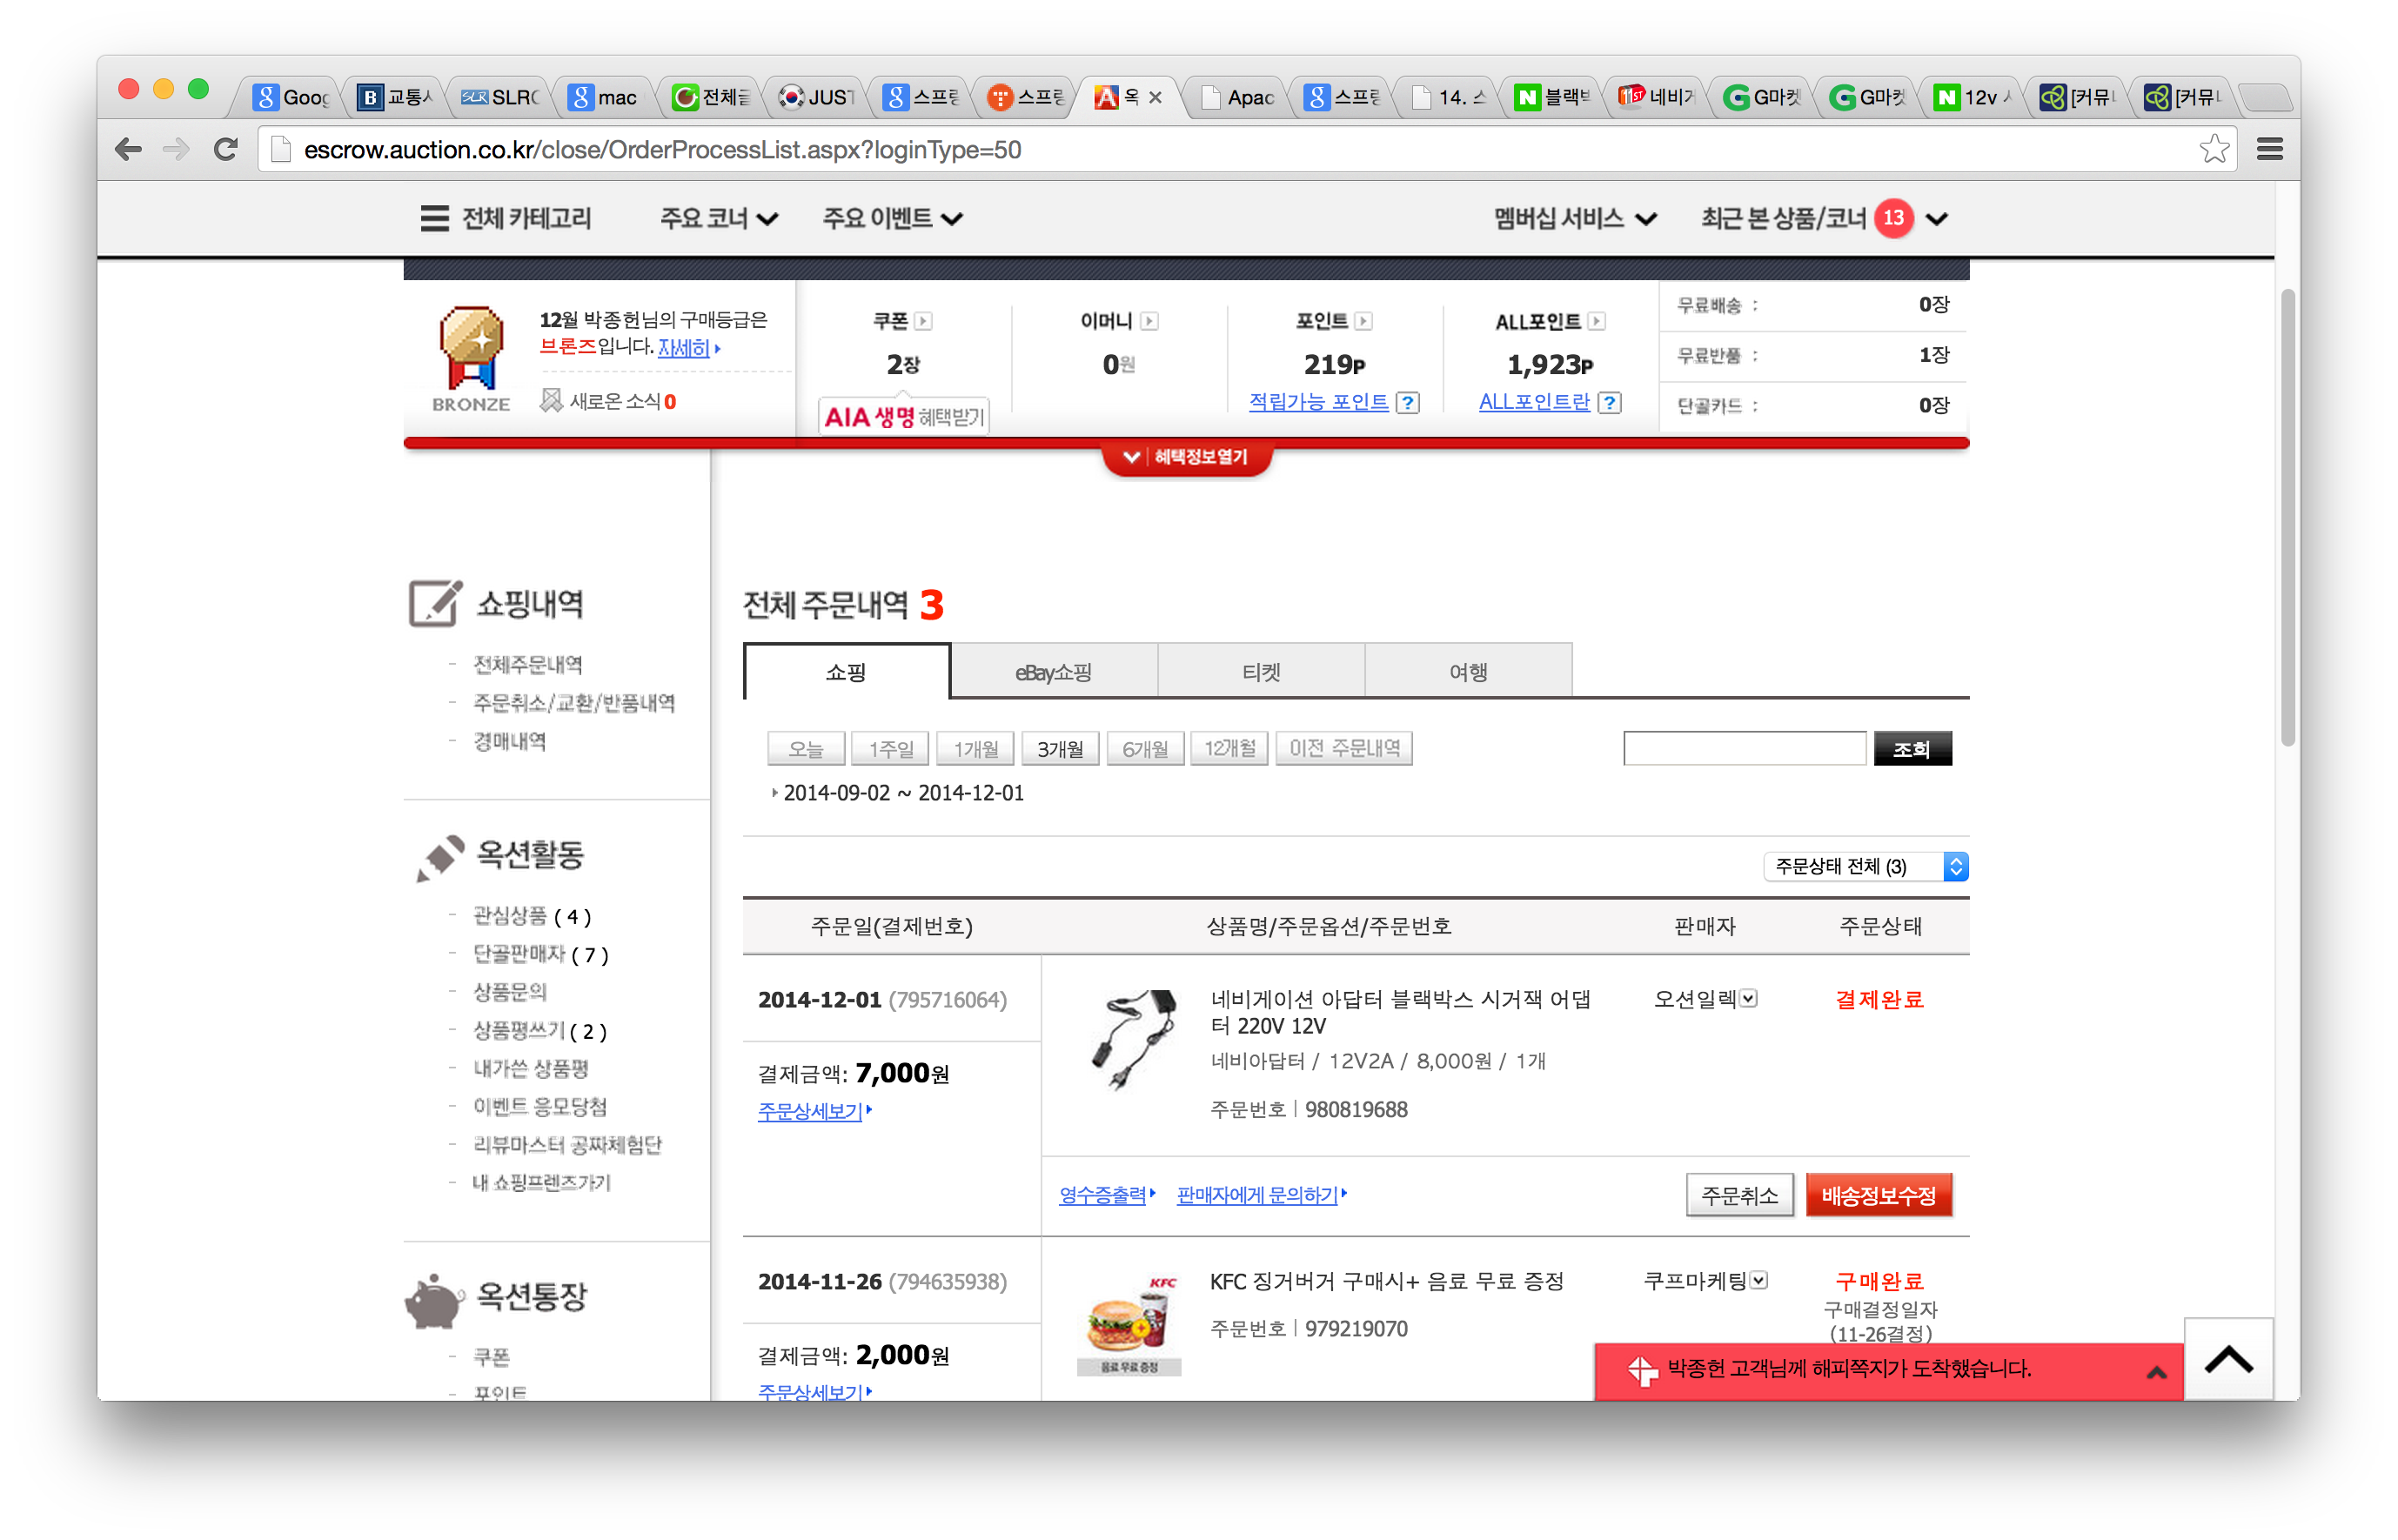 Goog
교통시
SLR SLRC
mac
전체글
JUST
스프링
스프링
옥
Apac
스프링
14. 스
블랙박
11ST 네비게
G마켓
G마켓
12v
[커뮤니
[커뮤니
escrow.auction.co.kr/close/OrderProcessList.aspx?loginType=50
전체 카테고리
주요 코너
주요 이벤트
멤버십 서비스
최근 본 상품/코너 13
12월 박종헌님의 구매등급은
브론즈입니다. 자세히
BRONZE
새로온 소식 0
쿠폰
2장
AIA 생명 혜택받기
이머니
0원
포인트
219P
적립가능 포인트 ?
ALL포인트
1,923P
ALL포인트란 ?
무료배송 : 0장
무료반품 : 1장
단골카드 : 0장
혜택정보열기
쇼핑내역
- 전체주문내역
- 주문취소/교환/반품내역
- 경매내역
옥션활동
- 관심상품 ( 4 )
- 단골판매자 ( 7 )
- 상품문의
- 상품평쓰기 ( 2 )
- 내가쓴 상품평
- 이벤트 응모당첨
- 리뷰마스터 공짜체험단
- 내 쇼핑프렌즈가기
옥션통장
- 쿠폰
- 포인트
전체 주문내역 3
쇼핑
eBay쇼핑
티켓
여행
오늘
1주일
1개월
3개월
6개월
12개월
이전 주문내역
조회
2014-09-02 ~ 2014-12-01
주문상태 전체 (3)
주문일(결제번호)
상품명/주문옵션/주문번호
판매자
주문상태
2014-12-01 (795716064)
결제금액: 7,000원
주문상세보기
네비게이션 아답터 블랙박스 시거잭 어댑
터 220V 12V
네비아답터 / 12V2A / 8,000원 / 1개
주문번호 | 980819688
오션일렉
결제완료
영수증출력
판매자에게 문의하기
주문취소
배송정보수정
2014-11-26 (794635938)
결제금액: 2,000원
주문상세보기
KFC
음료 무료 증정
KFC 징거버거 구매시+ 음료 무료 증정
주문번호 | 979219070
쿠프마케팅
구매완료
구매결정일자
(11-26결정)
박종헌 고객님께 해피쪽지가 도착했습니다.